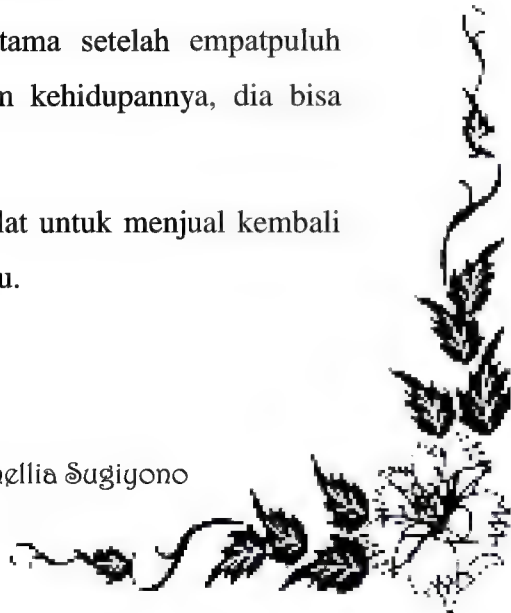 tama setelah empatpuluh
n kehidupannya, dia bisa
lat untuk menjual kembali
u.
ellia Sugiyono